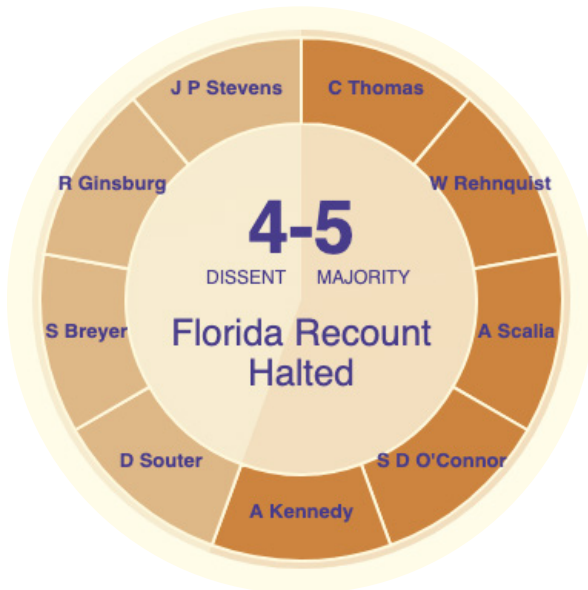 J P Stevens
C Thomas
R Ginsburg
W Rehnquist
4-5
DISSENT MAJORITY
S Breyer
Florida Recount
A Scalia
Halted
D Souter
S D O'Connor
A Kennedy